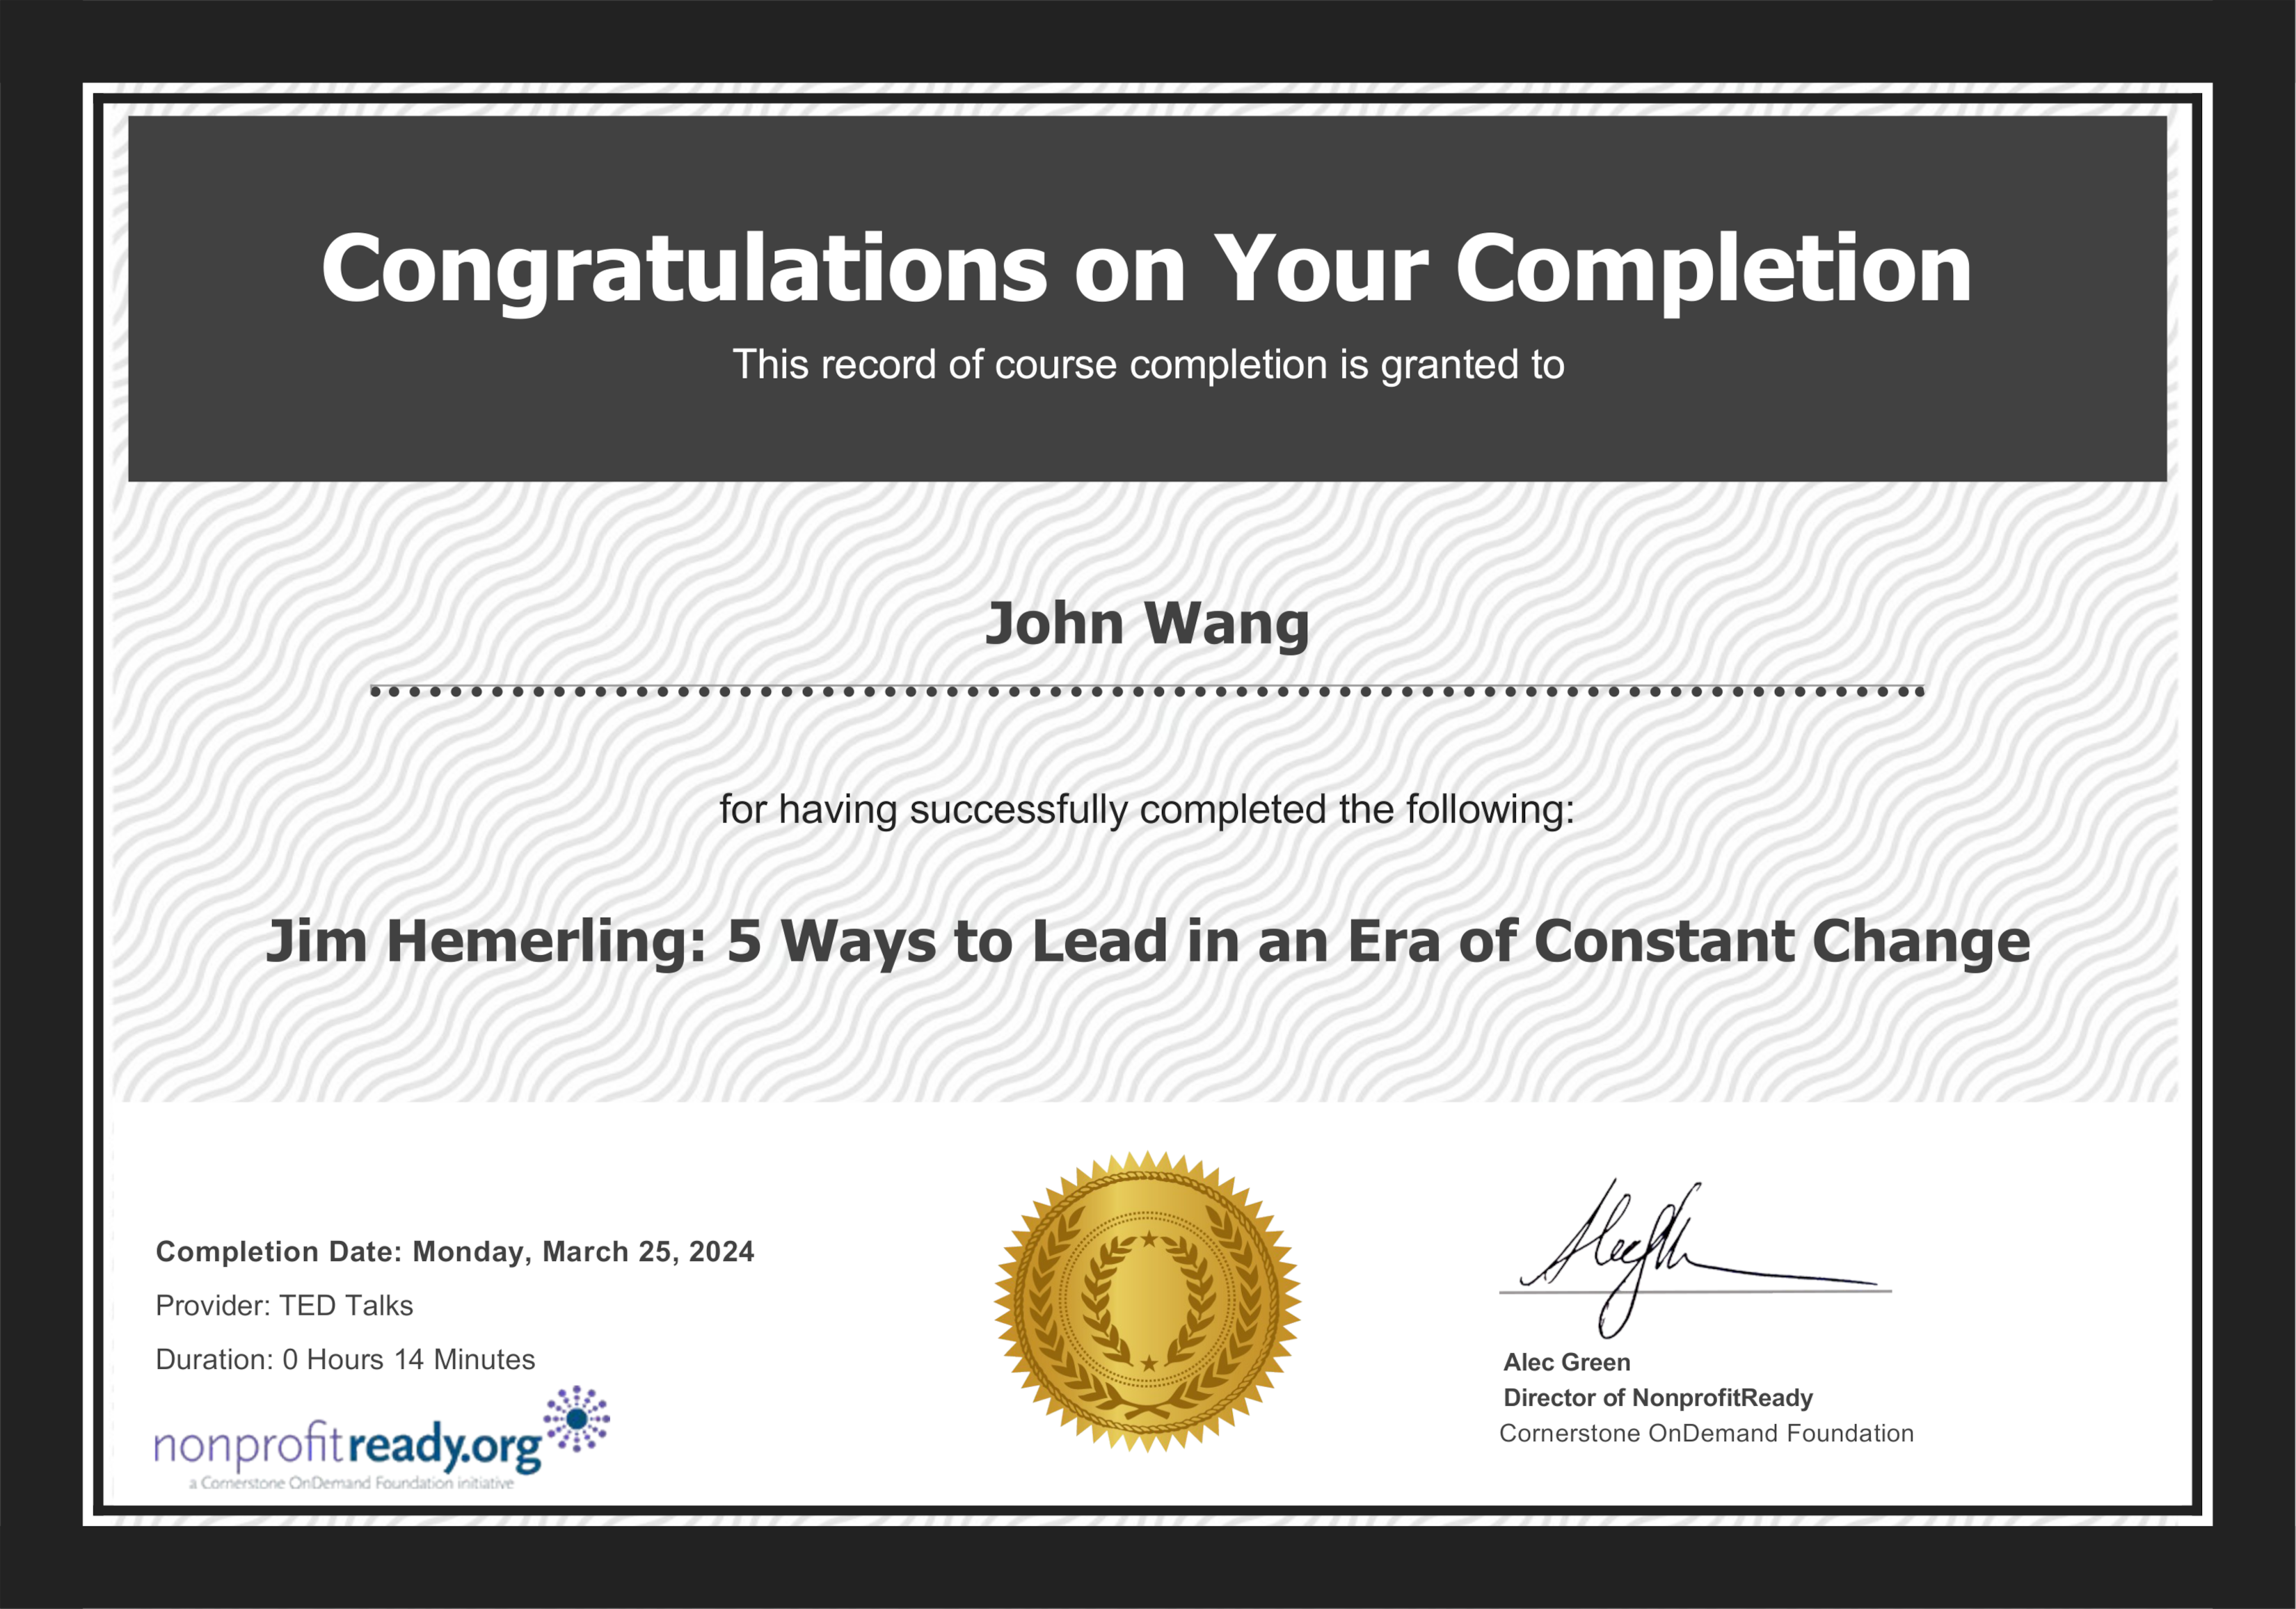 Congratulations on Your Completion
This record of course completion is granted to
John Wang
for having successfully completed the following:
Jim Hemerling: 5 Ways to Lead in an Era of Constant Change
Completion Date: Monday, March 25, 2024
Provider: TED Talks
Duration: 0 Hours 14 Minutes
nonprofitready.org
a Cornerstone OnDemand Foundation initiative
Alec Green
Director of NonprofitReady
Cornerstone OnDemand Foundation